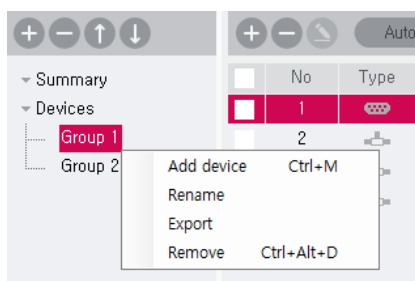 Auto
Summary
No Type
Devices
1
Group 1
2
Group 2
Add device Ctrl+M
Rename
Export
Remove Ctrl+Alt+D